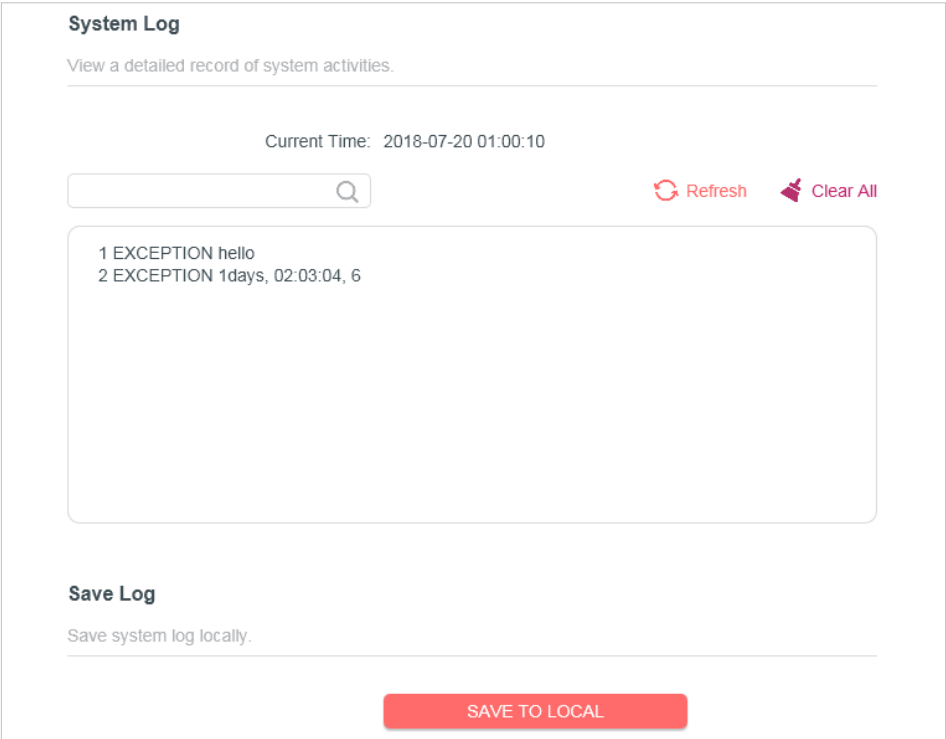 System Log
View a detailed record of system activities.
Current Time: 2018-07-20 01:00:10
Refresh Clear All
1 EXCEPTION hello
2 EXCEPTION 1days, 02:03:04, 6
Save Log
Save system log locally.
SAVE TO LOCAL